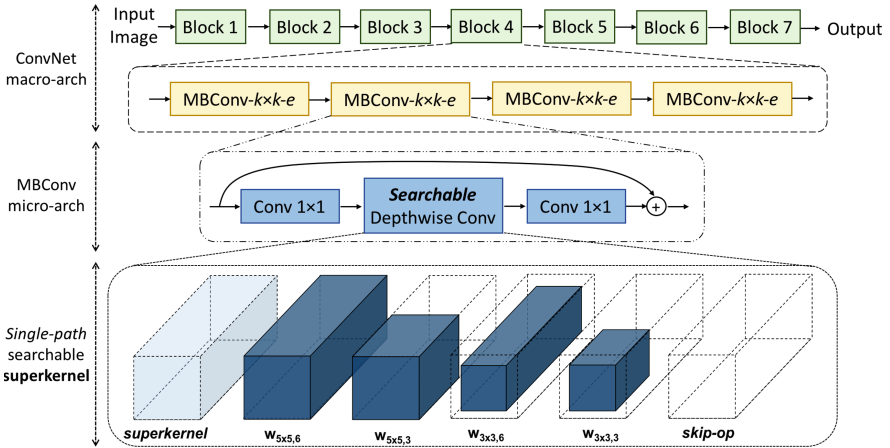 Input
Image
Block 1
Block 2
Block 3
Block 4
Block 5
Block 6
Block 7
Output
ConvNet
macro-arch
MBConv-k×k-e
MBConv-k×k-e
MBConv-k×k-e
MBConv-k×k-e
MBConv
micro-arch
Conv 1×1
Searchable
Depthwise Conv
Conv 1×1
+
Single-path
searchable
superkernel
superkernel
w5x5,6
w5x5,3
w3x3,6
w3x3,3
skip-op